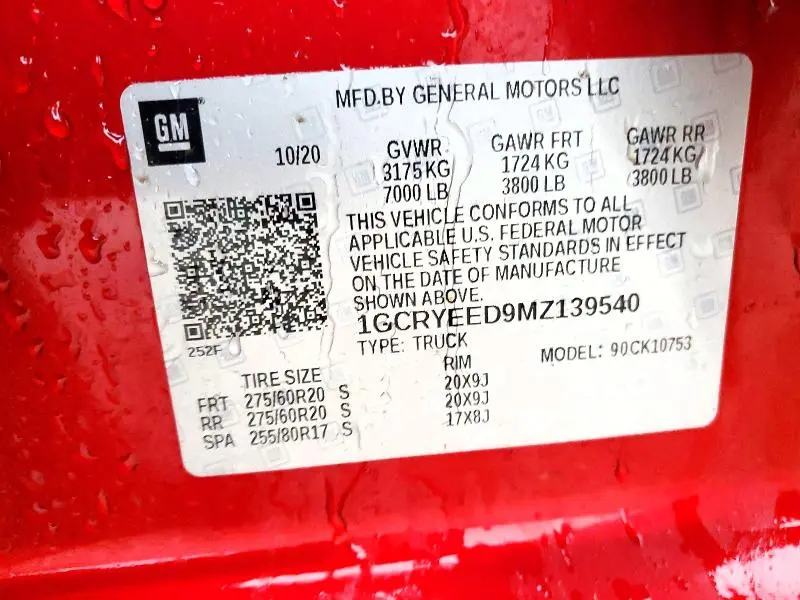 MFD.BY GENERAL MOTORS LLC
GM
10/20
GVWR GAWR FRT GAWR RR
3175 KG 1724 KG 1724 KG
7000 LB 3800 LB 3800 LB
THIS VEHICLE CONFORMS TO ALL
APPLICABLE U.S. FEDERAL MOTOR
VEHICLE SAFETY STANDARDS IN EFFECT
ON THE DATE OF MANUFACTURE
SHOWN ABOVE.
1GCRYEED9MZ139540
252F
TYPE: TRUCK MODEL: 90CK10753
TIRE SIZE RIM
FRT 275/60R20 S 20X9J
RR 275/60R20 S 20X9J
SPA 255/80R17 S 17X8J